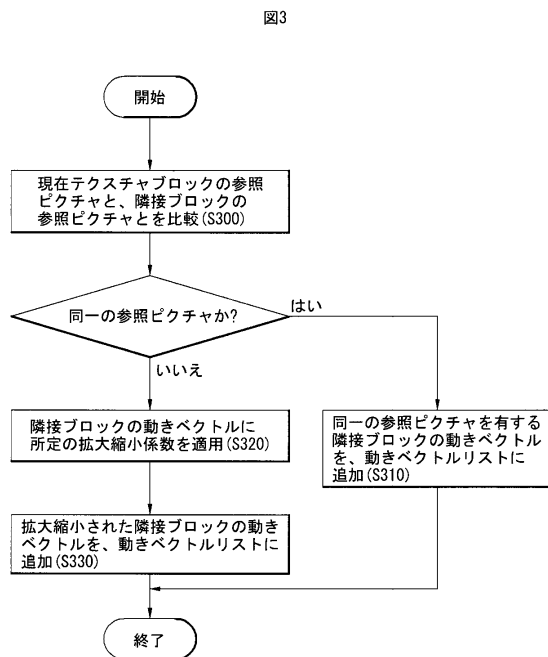 図3
開始
現在テクスチャブロックの参照
ピクチャと、隣接ブロックの
参照ピクチャとを比較(S300)
同一の参照ピクチャか?
はい
いいえ
隣接ブロックの動きベクトルに
所定の拡大縮小係数を適用(S320)
同一の参照ピクチャを有する
隣接ブロックの動きベクトル
を、動きベクトルリストに
追加(S310)
拡大縮小された隣接ブロックの動き
ベクトルを、動きベクトルリストに
追加(S330)
終了